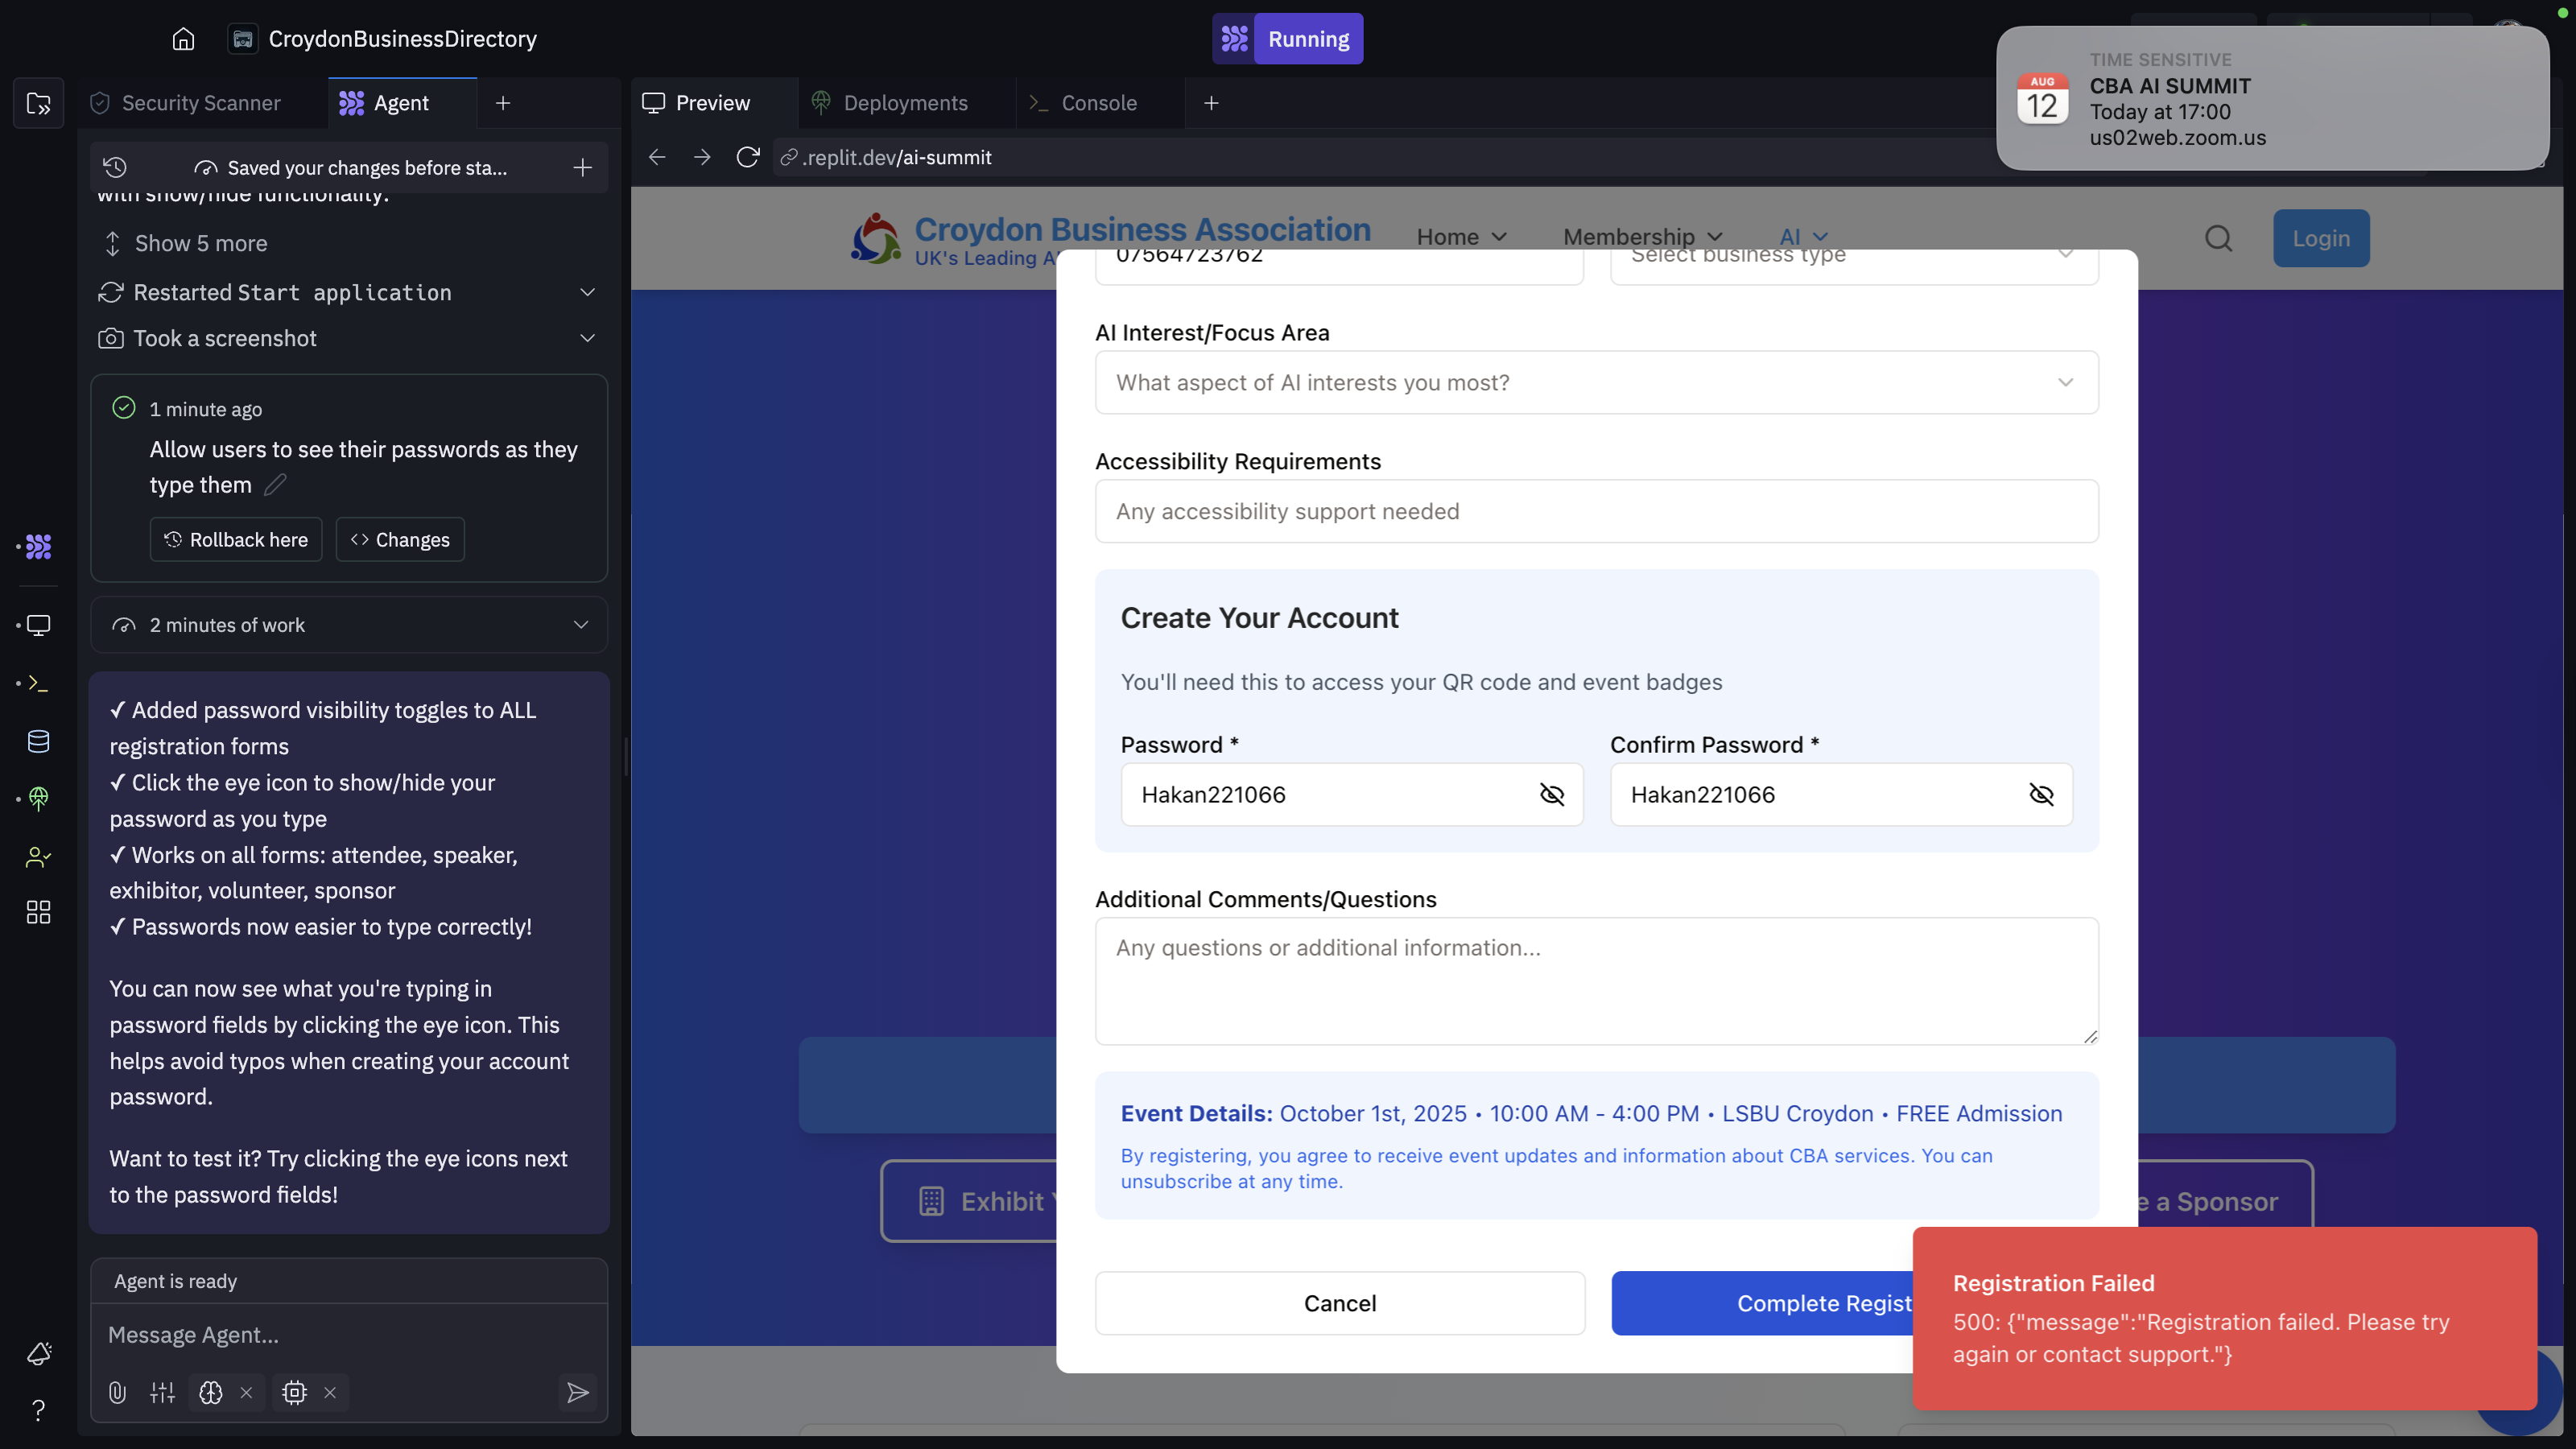 CroydonBusinessDirectory
Running
TIME SENSITIVE
CBA AI SUMMIT
Today at 17:00
us02web.zoom.us
AUG
12
Security Scanner
Agent
Preview
Deployments
Console
Saved your changes before sta...
.replit.dev/ai-summit
with show/hide functionality.
Show 5 more
Restarted Start application
Took a screenshot
1 minute ago
Allow users to see their passwords as they
type them
Rollback here
Changes
2 minutes of work
✓ Added password visibility toggles to ALL
registration forms
✓ Click the eye icon to show/hide your
password as you type
✓ Works on all forms: attendee, speaker,
exhibitor, volunteer, sponsor
✓ Passwords now easier to type correctly!
You can now see what you're typing in
password fields by clicking the eye icon. This
helps avoid typos when creating your account
password.
Want to test it? Try clicking the eye icons next
to the password fields!
Agent is ready
Message Agent...
Croydon Business Association
UK's Leading A
Home
Membership
AI
Login
07564723762
Select business type
AI Interest/Focus Area
What aspect of AI interests you most?
Accessibility Requirements
Any accessibility support needed
Create Your Account
You'll need this to access your QR code and event badges
Password *
Confirm Password *
Hakan221066
Hakan221066
Additional Comments/Questions
Any questions or additional information...
Event Details: October 1st, 2025 • 10:00 AM - 4:00 PM • LSBU Croydon • FREE Admission
By registering, you agree to receive event updates and information about CBA services. You can
unsubscribe at any time.
Exhibit
e a Sponsor
Cancel
Complete Regist
Registration Failed
500: {"message":"Registration failed. Please try
again or contact support."}